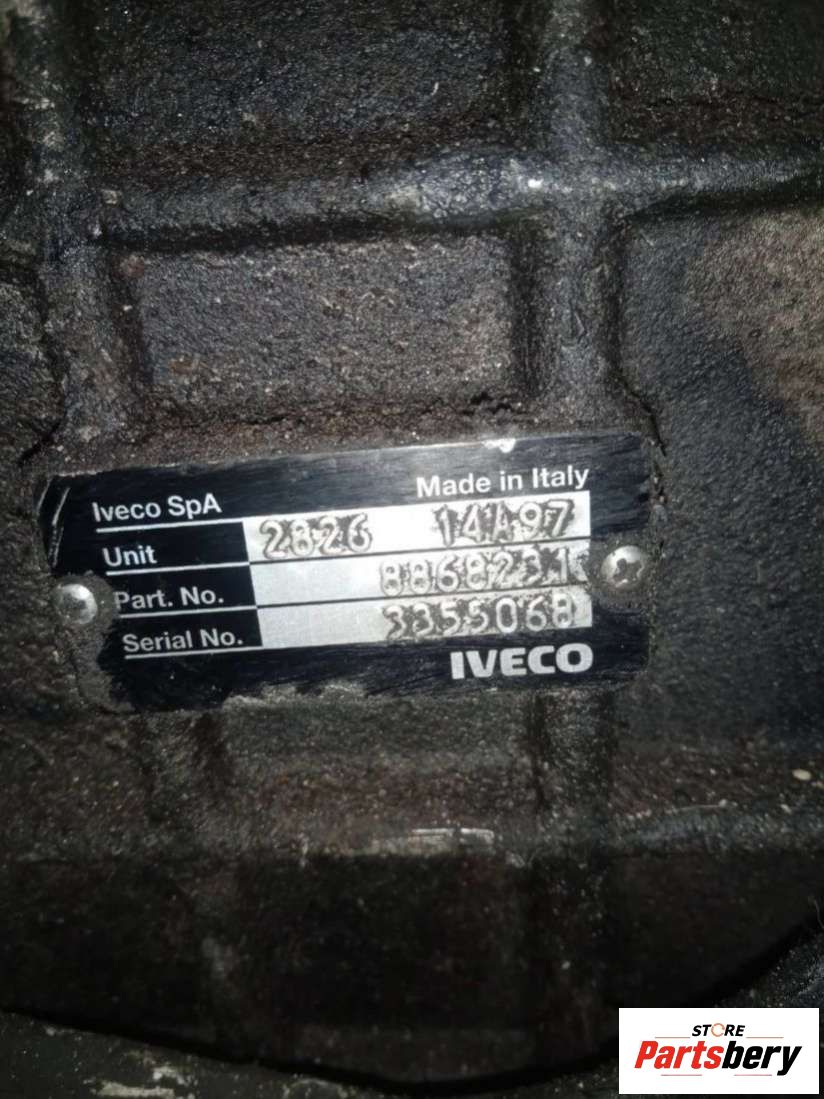 Iveco SpA Made in Italy
Unit 2826 14A97
Part. No. 8868231
Serial No. 3355068
IVECO
STORE
Partsbery